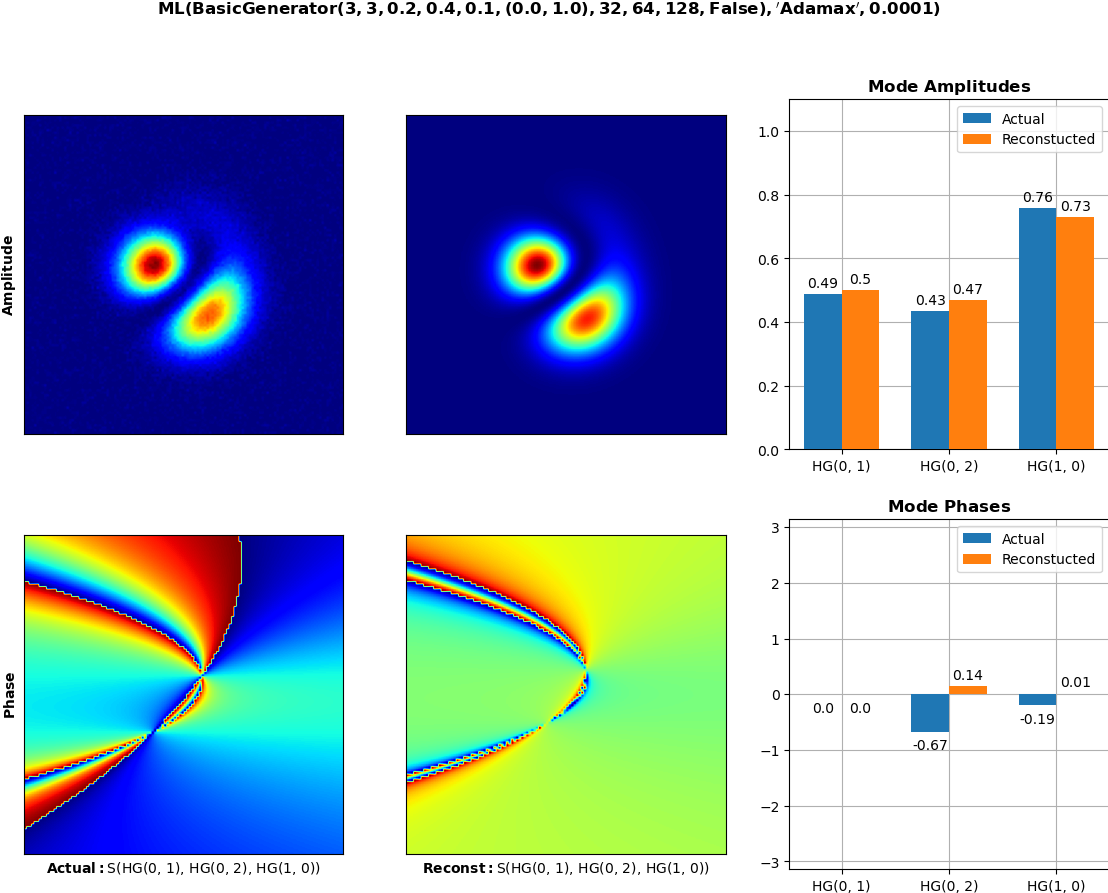 ML(BasicGenerator(3, 3, 0.2, 0.4, 0.1, (0.0, 1.0), 32, 64, 128, False), 'Adamax', 0.0001)
Amplitude
Mode Amplitudes
Actual
Reconstucted
1.0
0.8
0.6
0.4
0.2
0.0
0.49
0.5
0.43
0.47
0.76
0.73
HG(0, 1)
HG(0, 2)
HG(1, 0)
Phase
Actual: S(HG(0, 1), HG(0, 2), HG(1, 0))
Reconst: S(HG(0, 1), HG(0, 2), HG(1, 0))
Mode Phases
Actual
Reconstucted
3
2
1
0
−1
−2
−3
0.0
0.0
-0.67
0.14
-0.19
0.01
HG(0, 1)
HG(0, 2)
HG(1, 0)